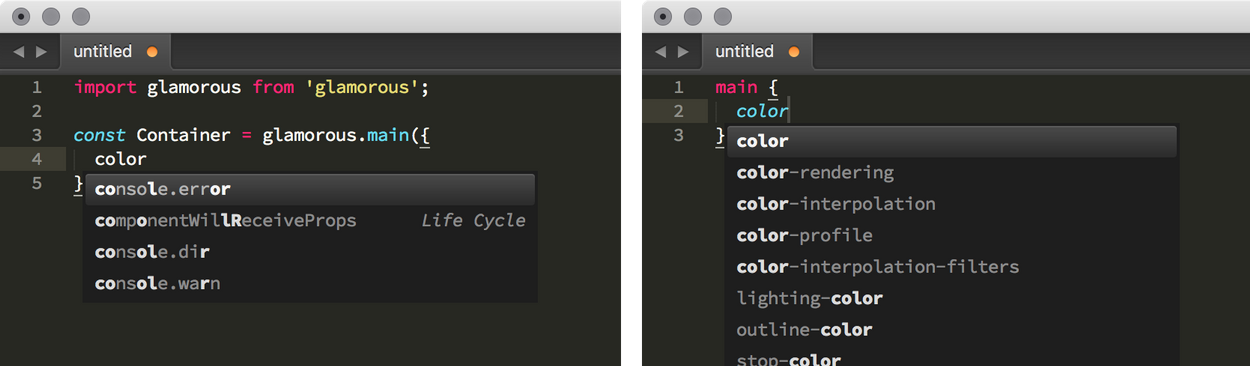 untitled
1 import glamorous from 'glamorous';
2
3 const Container = glamorous.main({
4 color
5 }
console.error
componentWillReceiveProps Life Cycle
console.dir
console.warn
untitled
1 main {
2 color
3 }
color
color-rendering
color-interpolation
color-profile
color-interpolation-filters
lighting-color
outline-color
stop-color